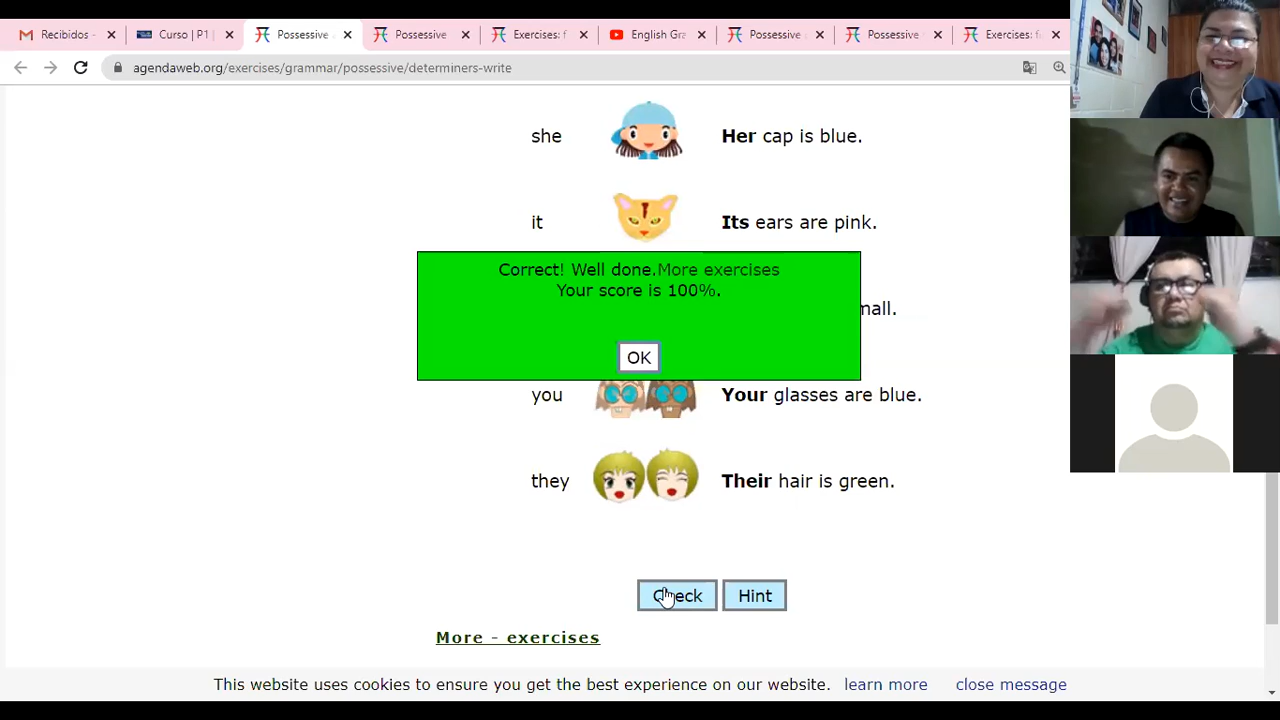 Recibidos -
Curso | P1 |
Possessive
Possessive
Exercises: f
English Gra
Possessive
Possessive
Exercises: f
agendaweb.org/exercises/grammar/possessive/determiners-write
she Her cap is blue.
it Its ears are pink.
Correct! Well done.More exercises
Your score is 100%.
mall.
OK
you Your glasses are blue.
they Their hair is green.
Check Hint
More - exercises
This website uses cookies to ensure you get the best experience on our website. learn more close message